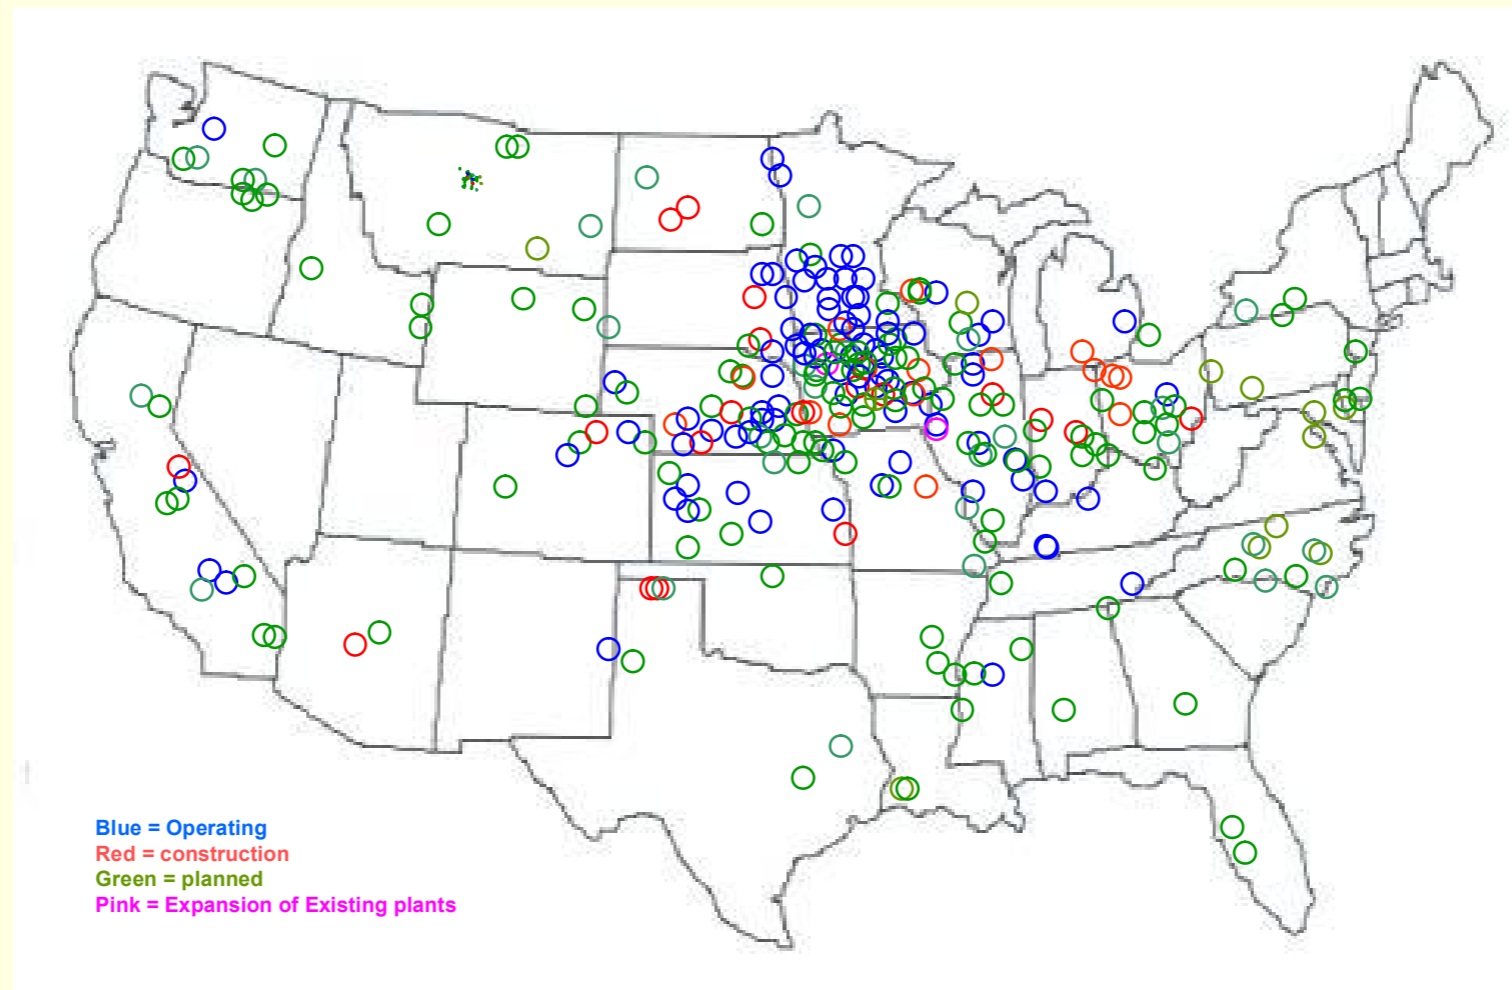 Blue = Operating
Red = construction
Green = planned
Pink = Expansion of Existing plants